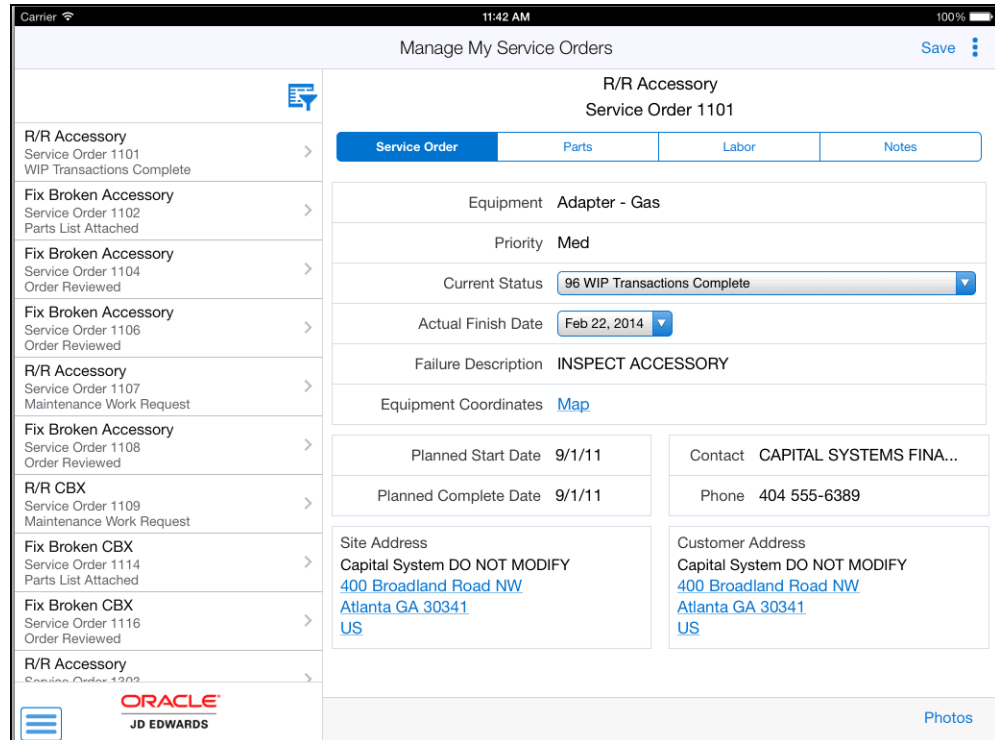 Carrier
11:42 AM
100%
Manage My Service Orders
Save
R/R Accessory
Service Order 1101
WIP Transactions Complete
Fix Broken Accessory
Service Order 1102
Parts List Attached
Fix Broken Accessory
Service Order 1104
Order Reviewed
Fix Broken Accessory
Service Order 1106
Order Reviewed
R/R Accessory
Service Order 1107
Maintenance Work Request
Fix Broken Accessory
Service Order 1108
Order Reviewed
R/R CBX
Service Order 1109
Maintenance Work Request
Fix Broken CBX
Service Order 1114
Parts List Attached
Fix Broken CBX
Service Order 1116
Order Reviewed
R/R Accessory
Service Order
ORACLE
JD EDWARDS
R/R Accessory
Service Order 1101
Service Order Parts Labor Notes
Equipment Adapter - Gas
Priority Med
Current Status 96 WIP Transactions Complete
Actual Finish Date Feb 22, 2014
Failure Description INSPECT ACCESSORY
Equipment Coordinates Map
Planned Start Date 9/1/11
Planned Complete Date 9/1/11
Contact CAPITAL SYSTEMS FINA...
Phone 404 555-6389
Site Address
Capital System DO NOT MODIFY
400 Broadland Road NW
Atlanta GA 30341
US
Customer Address
Capital System DO NOT MODIFY
400 Broadland Road NW
Atlanta GA 30341
US
Photos